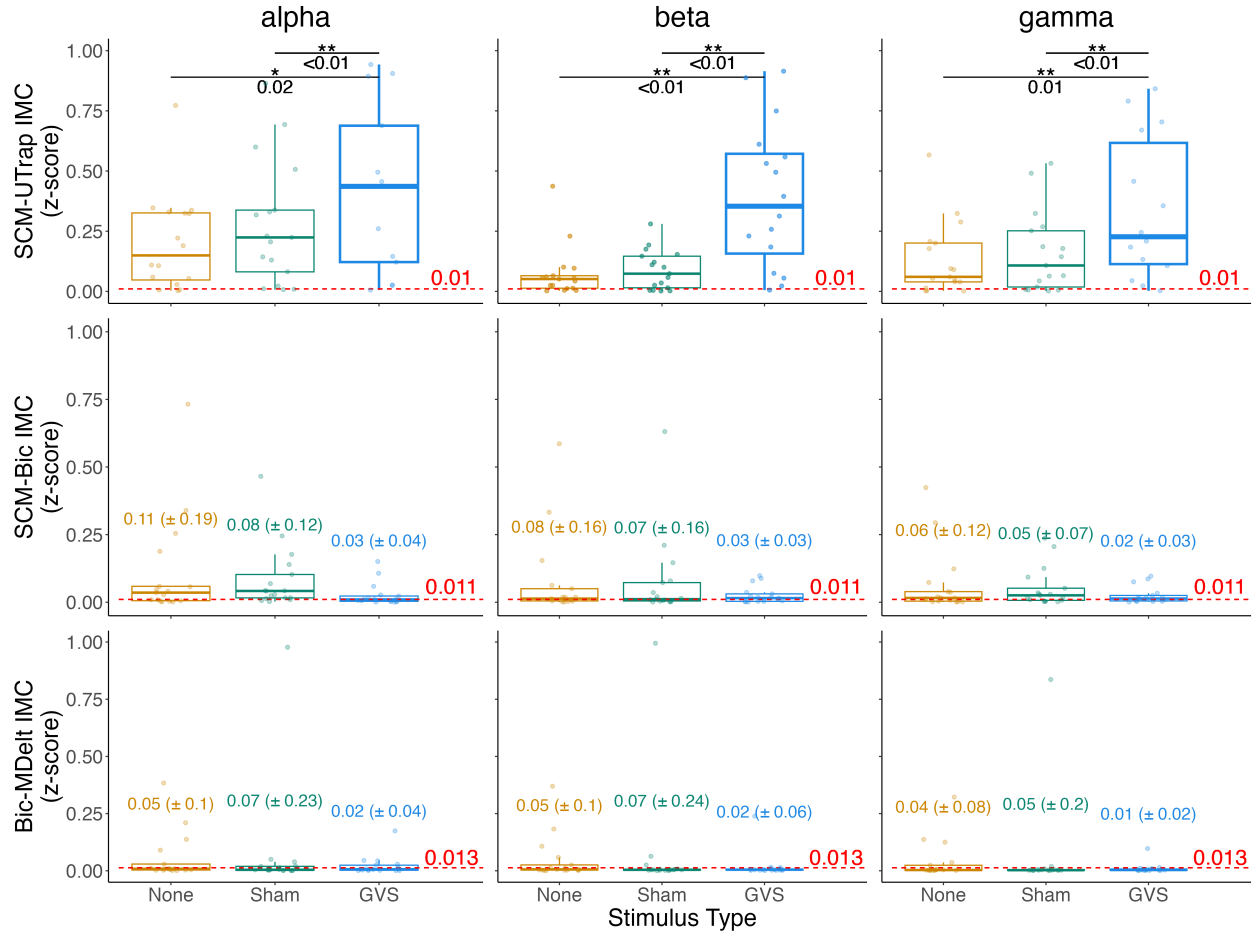 alpha
beta
gamma
SCM-UTrap IMC
(z-score)
1.00
0.75
0.50
0.25
0.00
**
<0.01
*
0.02
0.01
**
<0.01
**
<0.01
0.01
**
<0.01
**
0.01
0.01
SCM-Bic IMC
(z-score)
1.00
0.75
0.50
0.25
0.00
0.11 (± 0.19)
0.08 (± 0.12)
0.03 (± 0.04)
0.011
0.08 (± 0.16)
0.07 (± 0.16)
0.03 (± 0.03)
0.011
0.06 (± 0.12)
0.05 (± 0.07)
0.02 (± 0.03)
0.011
Bic-MDelt IMC
(z-score)
1.00
0.75
0.50
0.25
0.00
0.05 (± 0.1)
0.07 (± 0.23)
0.02 (± 0.04)
0.013
0.05 (± 0.1)
0.07 (± 0.24)
0.02 (± 0.06)
0.013
0.04 (± 0.08)
0.05 (± 0.2)
0.01 (± 0.02)
0.013
None
Sham
GVS
None
Sham
GVS
None
Sham
GVS
Stimulus Type